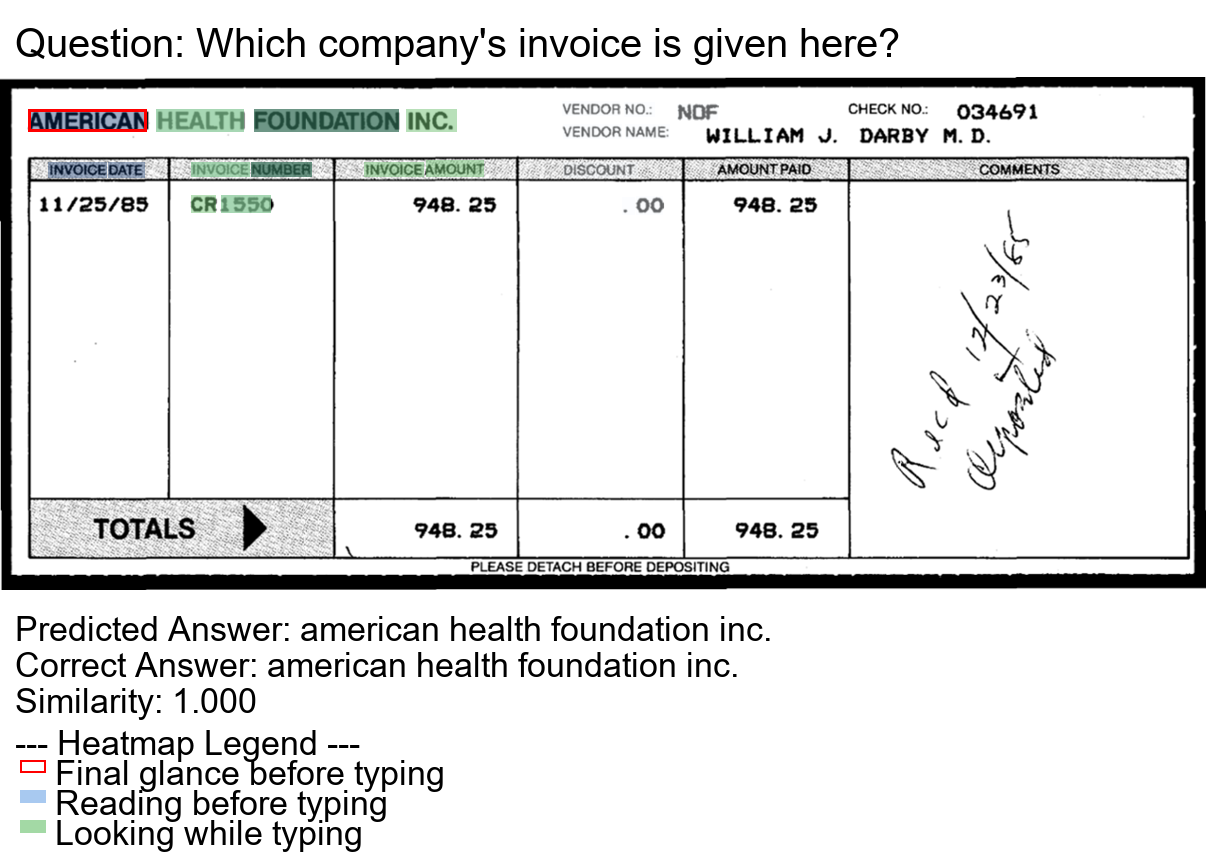 Question: Which company's invoice is given here?
AMERICAN HEALTH FOUNDATION INC.
VENDOR NO.: NDF
CHECK NO.: 034691
VENDOR NAME: WILLIAM J. DARBY M. D.
INVOICE DATE INVOICE NUMBER INVOICE AMOUNT DISCOUNT AMOUNT PAID COMMENTS
11/25/85 CR1550 948. 25 . 00 948. 25
Recd 12/23/85
deposited
TOTALS 948. 25 . 00 948. 25
PLEASE DETACH BEFORE DEPOSITING
Predicted Answer: american health foundation inc.
Correct Answer: american health foundation inc.
Similarity: 1.000
--- Heatmap Legend ---
Final glance before typing
Reading before typing
Looking while typing